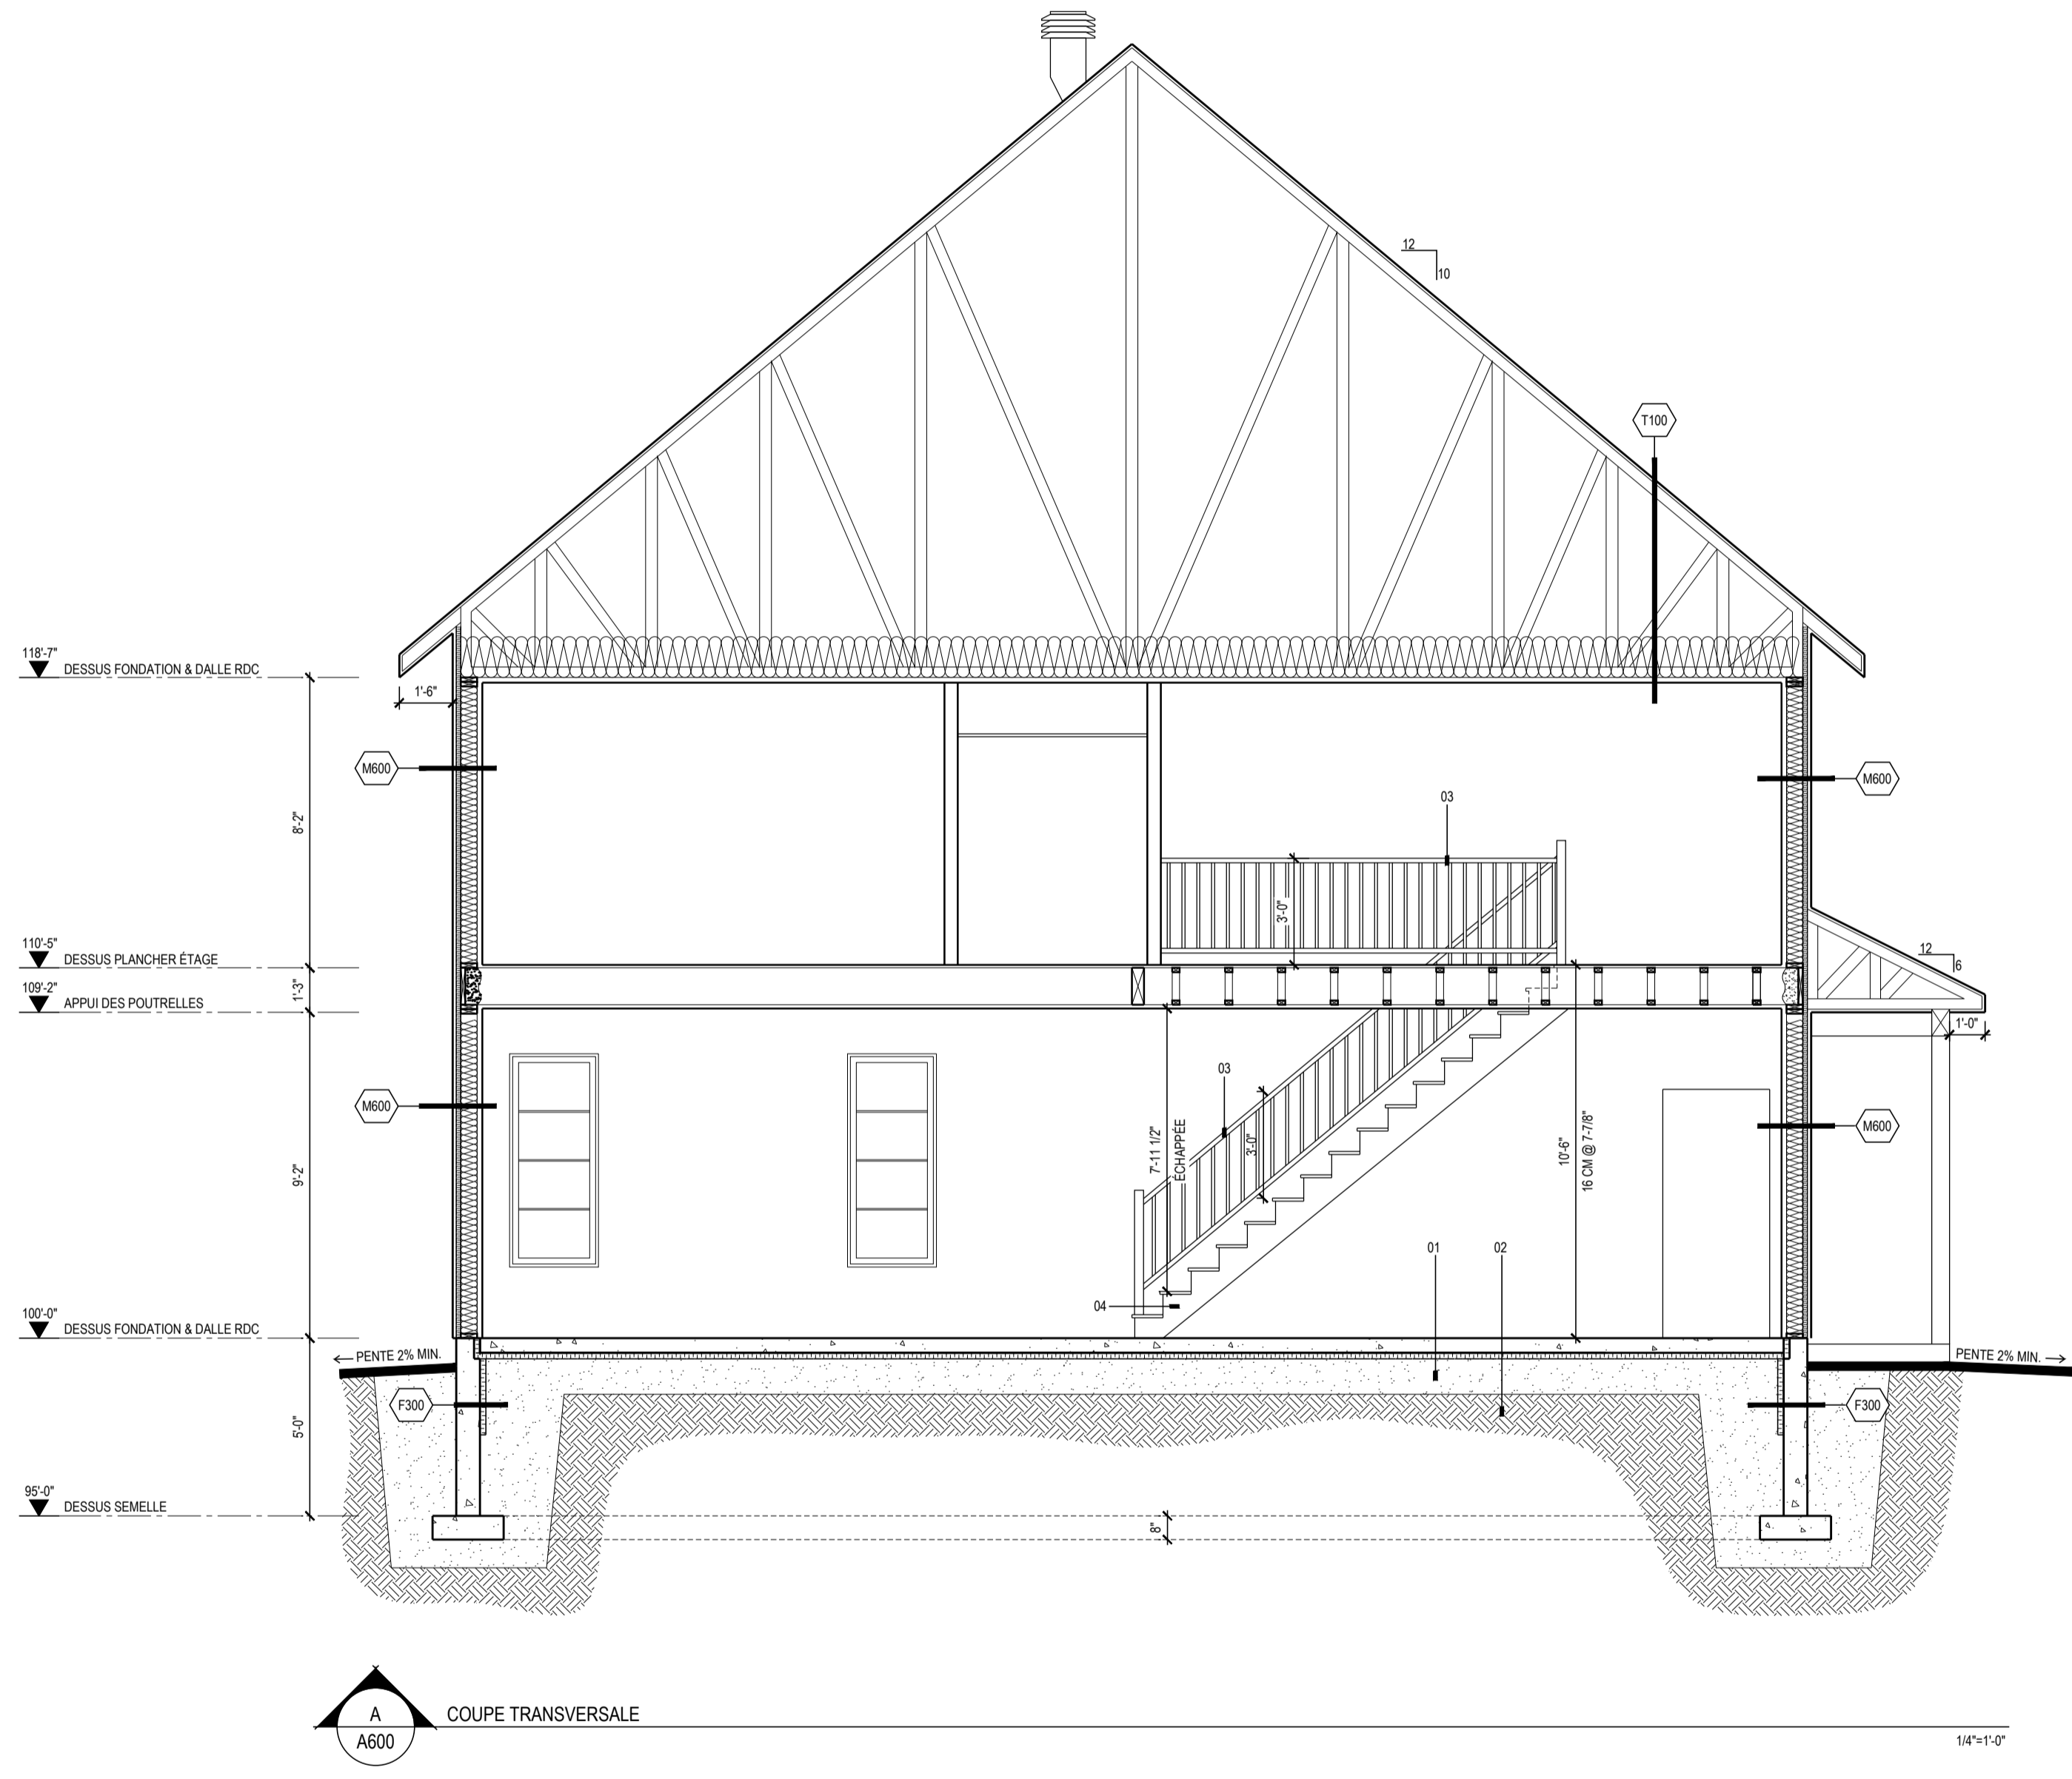 12
10
T100
118'-7"
DESSUS FONDATION & DALLE RDC
1'-6"
M600
M600
8'-2"
03
3'-0"
110'-5"
DESSUS PLANCHER ÉTAGE
12
6
109'-2"
APPUI DES POUTRELLES
1'-3"
1'-0"
03
M600
M600
7'-11 1/2"
ÉCHAPPÉE
3'-0"
10'-6"
16 CM @ 7-7/8"
9'-2"
01
02
04
100'-0"
DESSUS FONDATION & DALLE RDC
PENTE 2% MIN.
PENTE 2% MIN.
F300
F300
5'-0"
95'-0"
DESSUS SEMELLE
8"
A
A600
COUPE TRANSVERSALE
1/4"=1'-0"